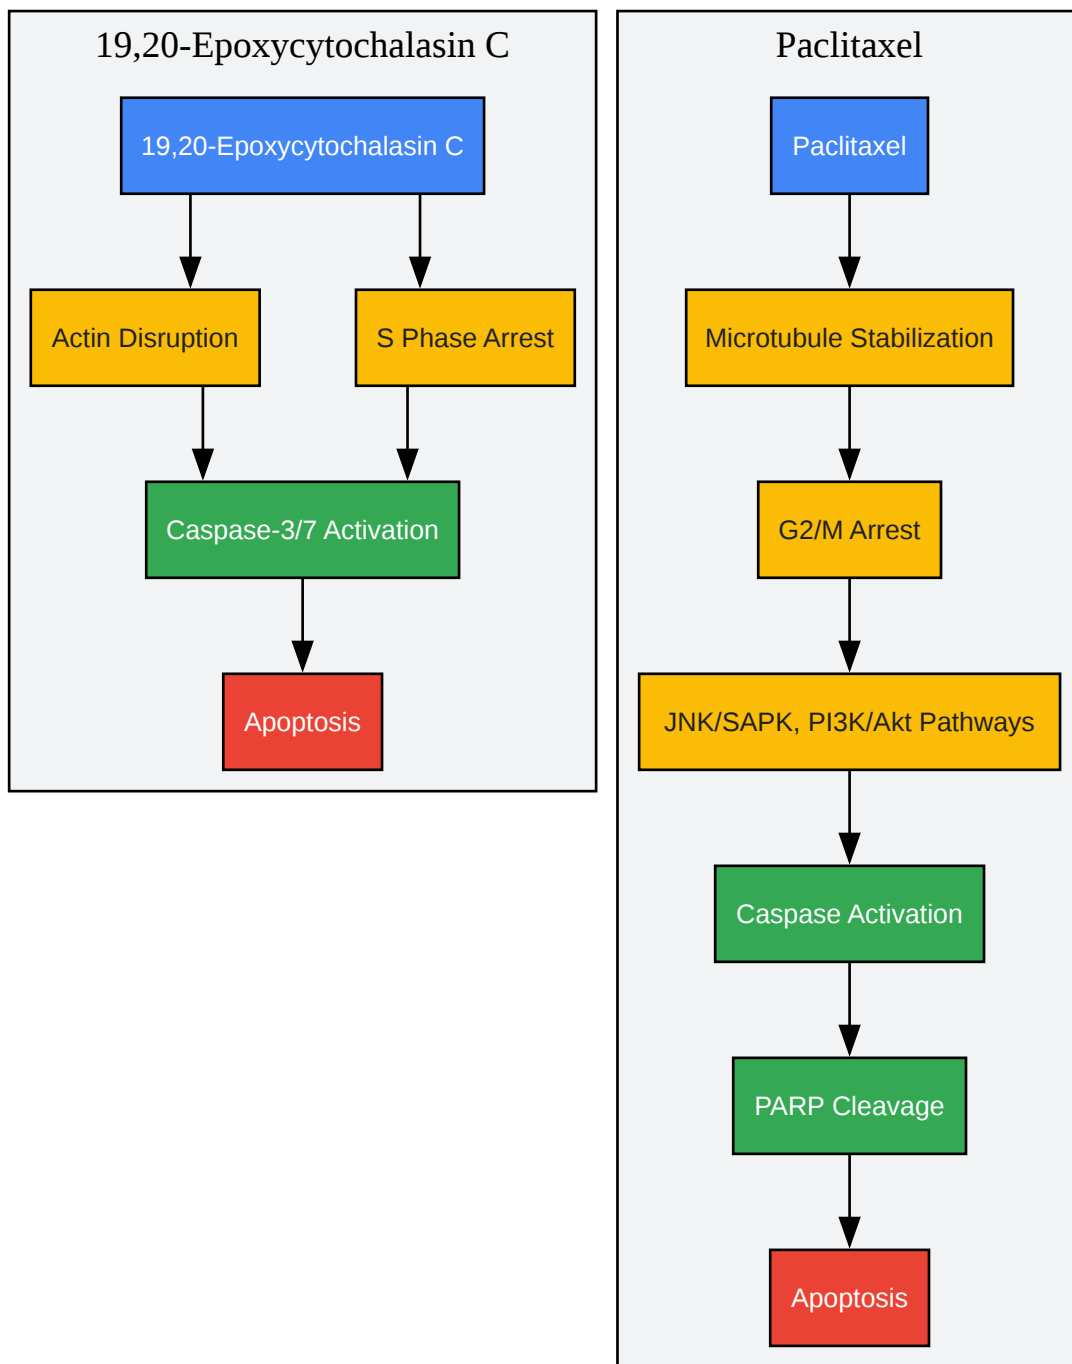 19,20-Epoxycytochalasin C
19,20-Epoxycytochalasin C
Actin Disruption
S Phase Arrest
Caspase-3/7 Activation
Apoptosis
Paclitaxel
Paclitaxel
Microtubule Stabilization
G2/M Arrest
JNK/SAPK, PI3K/Akt Pathways
Caspase Activation
PARP Cleavage
Apoptosis